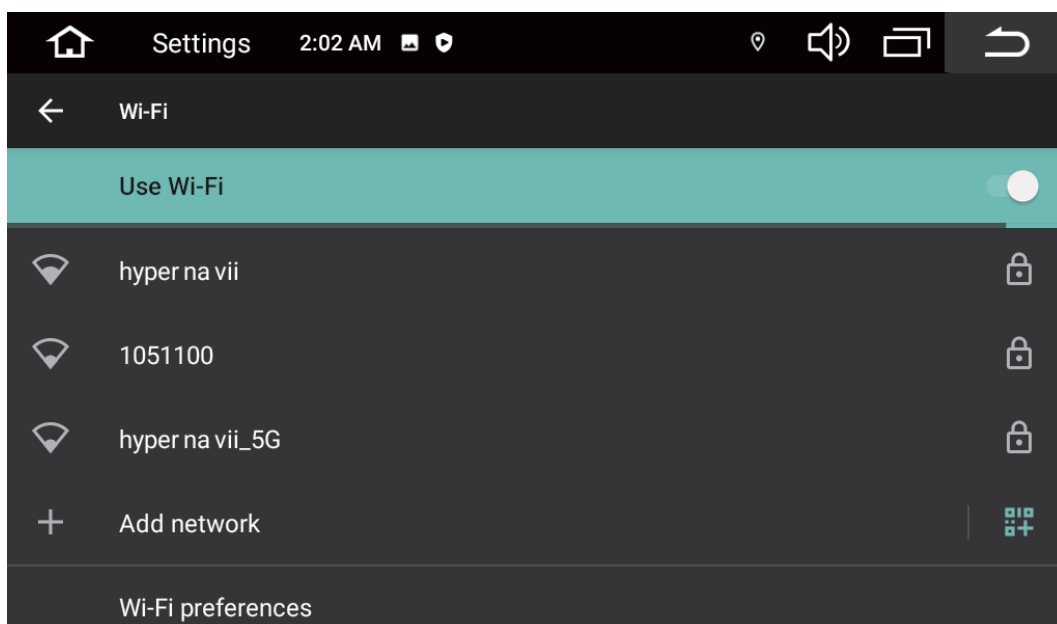 Settings 2:02 AM
Wi-Fi
Use Wi-Fi
hyper na vii
1051100
hyper na vii_5G
Add network
Wi-Fi preferences